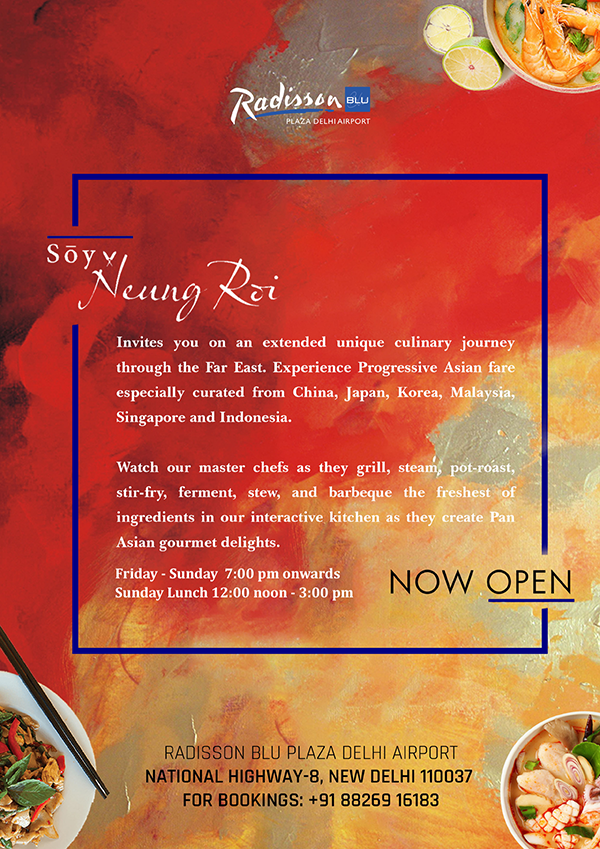 Radisson BLU
PLAZA DELHI AIRPORT
Sōy
Neung Roi
Invites you on an extended unique culinary journey
through the Far East. Experience Progressive Asian fare
especially curated from China, Japan, Korea, Malaysia,
Singapore and Indonesia.
Watch our master chefs as they grill, steam, pot-roast,
stir-fry, ferment, stew, and barbeque the freshest of
ingredients in our interactive kitchen as they create Pan
Asian gourmet delights.
Friday - Sunday 7:00 pm onwards
Sunday Lunch 12:00 noon - 3:00 pm
NOW OPEN
RADISSON BLU PLAZA DELHI AIRPORT
NATIONAL HIGHWAY-8, NEW DELHI 110037
FOR BOOKINGS: +91 88269 16183